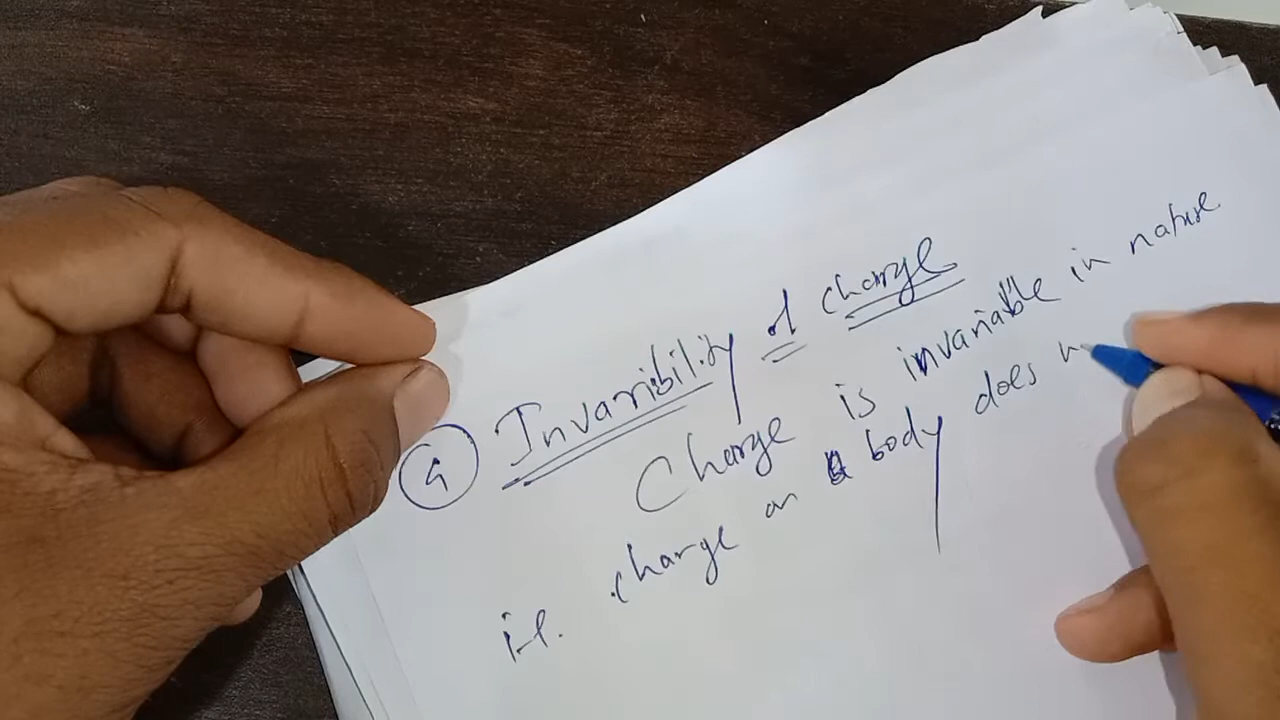 4 Invaribility of charge
Charge is invariable in nature
i.e. charge on a body does n